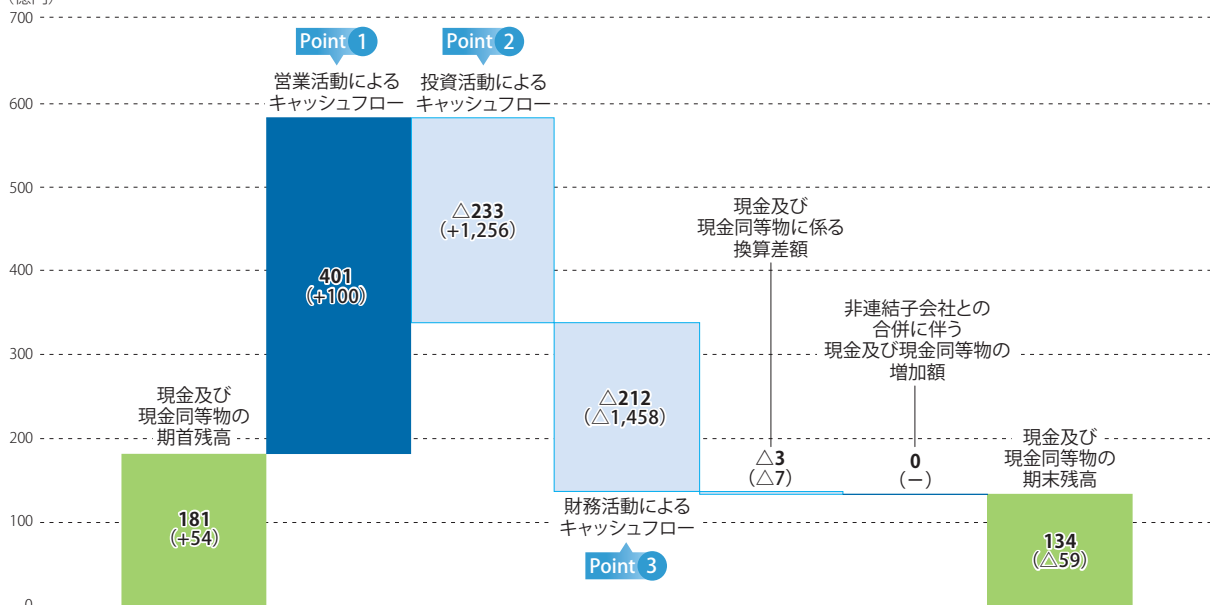 (億円)
700
600
500
400
300
200
100
0
Point 1
営業活動による
キャッシュフロー
Point 2
投資活動による
キャッシュフロー
△233
(+1,256)
401
(+100)
現金及び
現金同等物に係る
換算差額
非連結子会社との
合併に伴う
現金及び現金同等物の
増加額
現金及び
現金同等物の
期首残高
△212
(△1,458)
△3
(△7)
0
(−)
現金及び
現金同等物の
期末残高
181
(+54)
財務活動による
キャッシュフロー
Point 3
134
(△59)